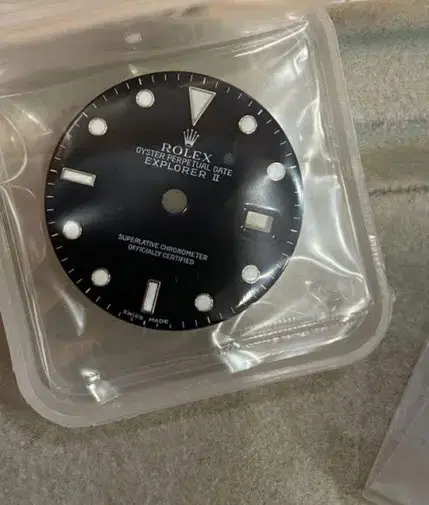 ROLEX
OYSTER PERPETUAL DATE
EXPLORER II
SUPERLATIVE CHRONOMETER
OFFICIALLY CERTIFIED
SWISS MADE